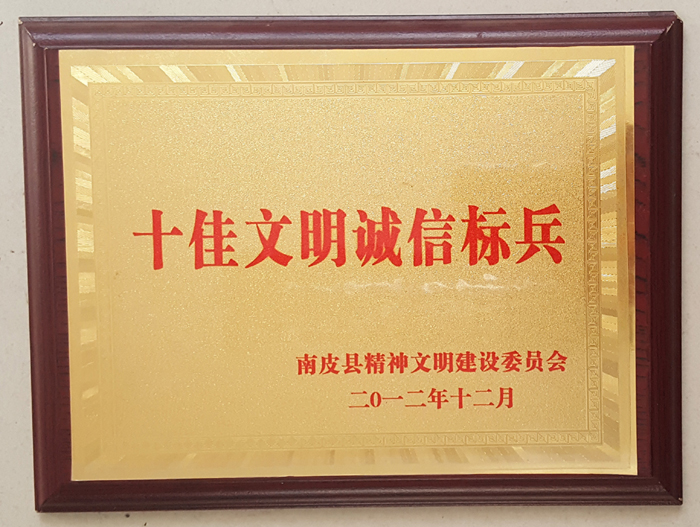 十佳文明诚信标兵
南皮县精神文明建设委员会
二0一二年十二月